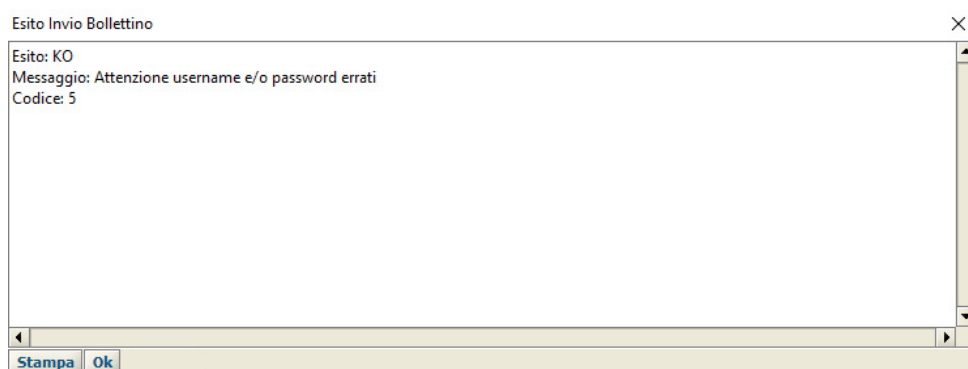 Esito Invio Bollettino
Esito: KO
Messaggio: Attenzione username e/o password errati
Codice: 5
Stampa Ok